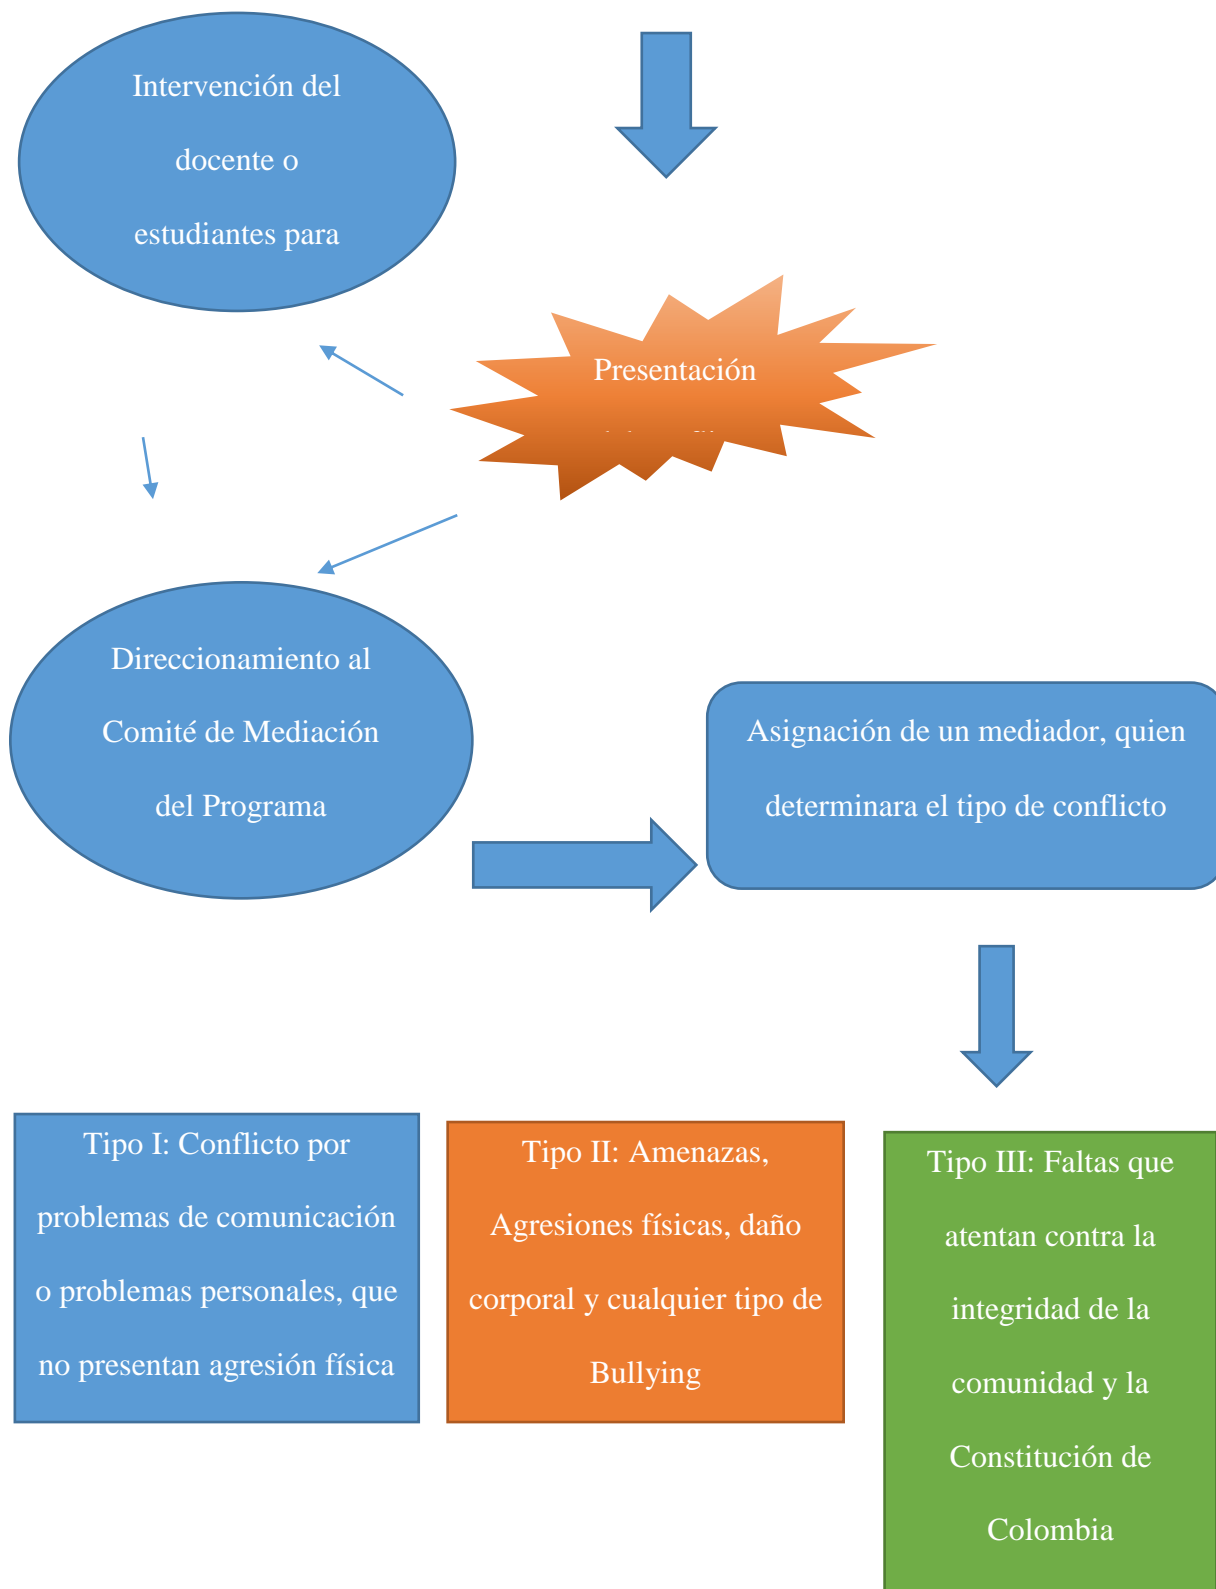 Intervención del
docente o
estudiantes para
Presentación
Direccionamiento al
Comité de Mediación
del Programa
Asignación de un mediador, quien
determinara el tipo de conflicto
Tipo I: Conflicto por
problemas de comunicación
o problemas personales, que
no presentan agresión física
Tipo II: Amenazas,
Agresiones físicas, daño
corporal y cualquier tipo de
Bullying
Tipo III: Faltas que
atentan contra la
integridad de la
comunidad y la
Constitución de
Colombia